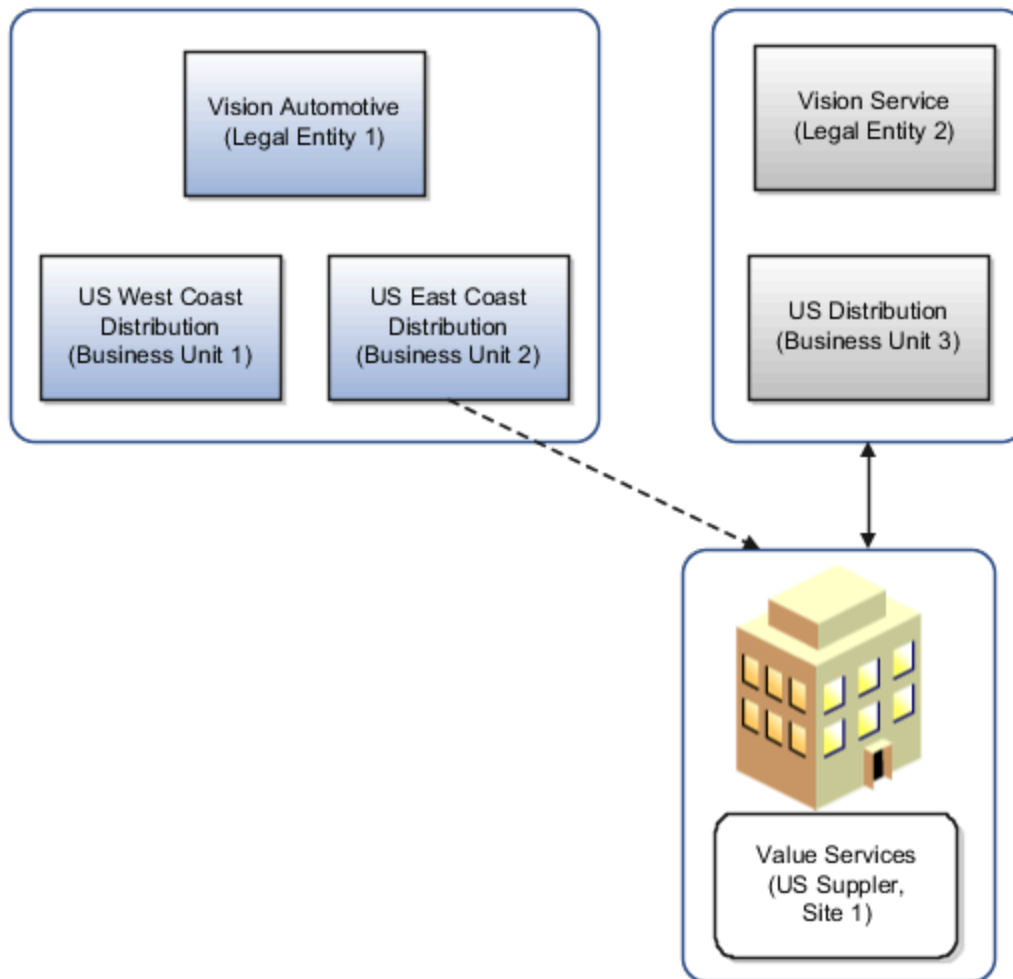 Vision Automotive
(Legal Entity 1)
Vision Service
(Legal Entity 2)
US West Coast
Distribution
(Business Unit 1)
US East Coast
Distribution
(Business Unit 2)
US Distribution
(Business Unit 3)
Value Services
(US Suppler,
Site 1)